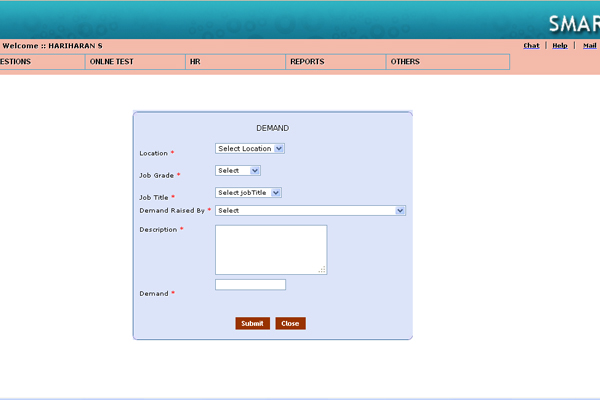 SMAR
Welcome :: HARIHARAN S
Chat | Help | Mail
ESTIONS ONLNE TEST HR REPORTS OTHERS
DEMAND
Location * Select Location
Job Grade * Select
Job Title * Select jobTitle
Demand Raised By * Select
Description *
Demand *
Submit Close